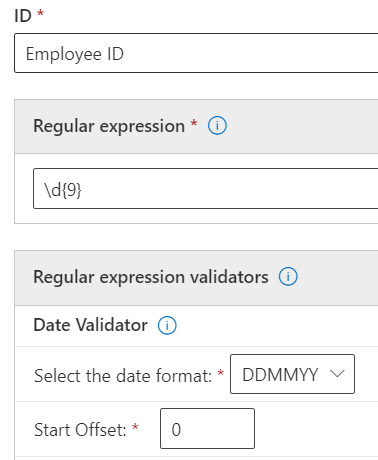 ID *
Employee ID
Regular expression *
\d{9}
Regular expression validators
Date Validator
Select the date format: * DDMMYY
Start Offset: * 0